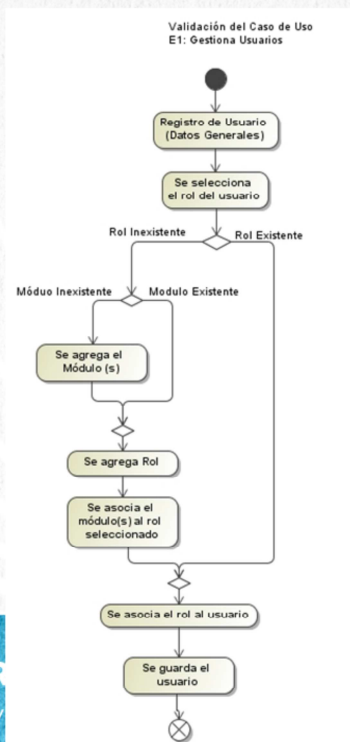 Validación del Caso de Uso
E1: Gestiona Usuarios
Registro de Usuario
(Datos Generales)
Se selecciona
el rol del usuario
Rol Inexistente
Rol Existente
Móduo Inexistente
Modulo Existente
Se agrega el
Módulo (s)
Se agrega Rol
Se asocia el
módulo(s) al rol
seleccionado
Se asocia el rol al usuario
Se guarda el
usuario